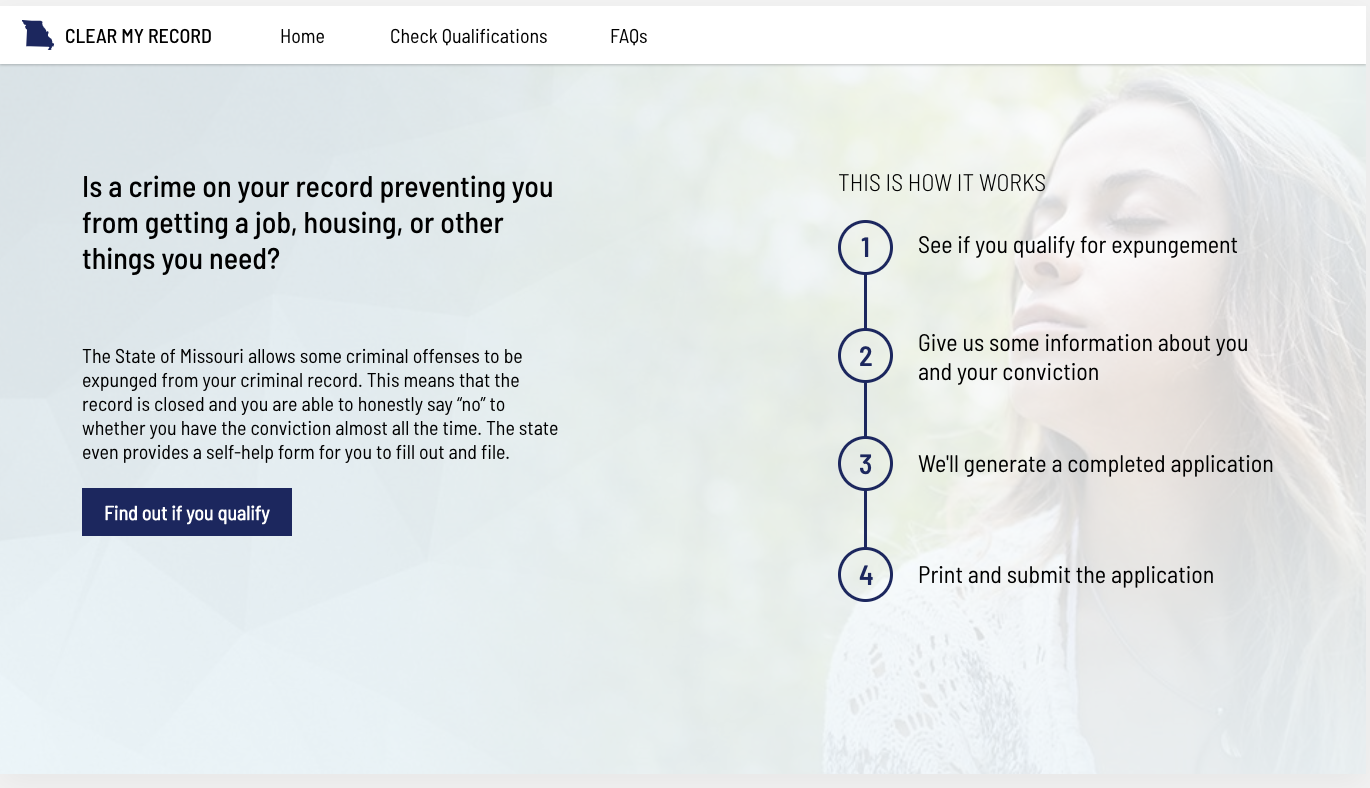 CLEAR MY RECORD
Home
Check Qualifications
FAQs
Is a crime on your record preventing you
from getting a job, housing, or other
things you need?
The State of Missouri allows some criminal offenses to be
expunged from your criminal record. This means that the
record is closed and you are able to honestly say “no” to
whether you have the conviction almost all the time. The state
even provides a self-help form for you to fill out and file.
Find out if you qualify
THIS IS HOW IT WORKS
1
See if you qualify for expungement
2
Give us some information about you
and your conviction
3
We'll generate a completed application
4
Print and submit the application